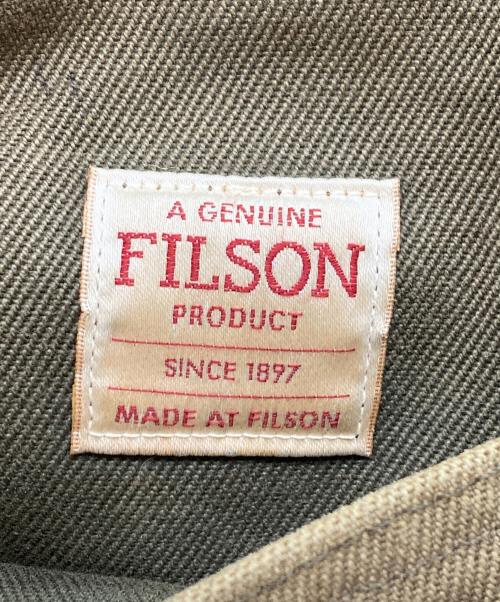 A GENUINE
FILSON
PRODUCT
SINCE 1897
MADE AT FILSON